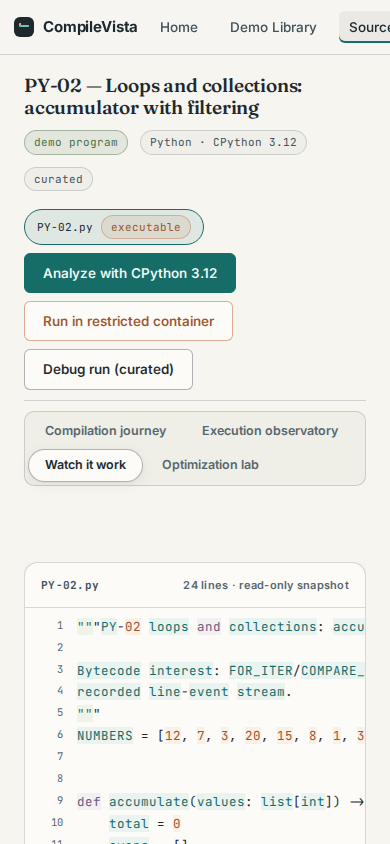 CompileVista Home Demo Library Source
PY-02 — Loops and collections:
accumulator with filtering
demo program Python · CPython 3.12
curated
PY-02.py executable
Analyze with CPython 3.12
Run in restricted container
Debug run (curated)
Compilation journey Execution observatory
Watch it work Optimization lab
PY-02.py 24 lines · read-only snapshot
1 """PY-02 loops and collections: accu
2
3 Bytecode interest: FOR_ITER/COMPARE_
4 recorded line-event stream.
5 """
6 NUMBERS = [12, 7, 3, 20, 15, 8, 1, 3
7
8
9 def accumulate(values: list[int]) ->
10 total = 0